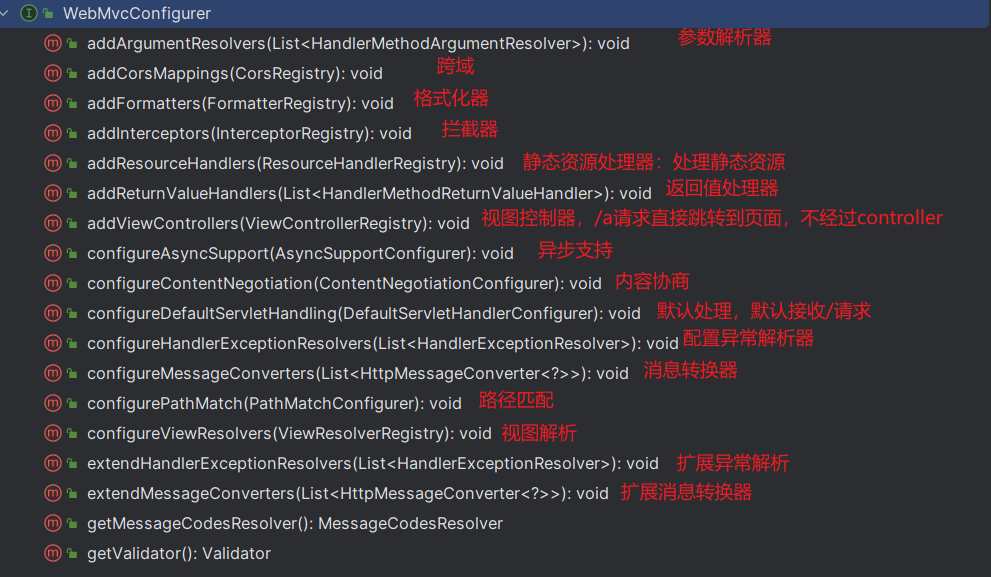 WebMvcConfigurer
addArgumentResolvers(List<HandlerMethodArgumentResolver>): void 参数解析器
addCorsMappings(CorsRegistry): void 跨域
addFormatters(FormatterRegistry): void 格式化器
addInterceptors(InterceptorRegistry): void 拦截器
addResourceHandlers(ResourceHandlerRegistry): void 静态资源处理器：处理静态资源
addReturnValueHandlers(List<HandlerMethodReturnValueHandler>): void 返回值处理器
addViewControllers(ViewControllerRegistry): void 视图控制器，/a请求直接跳转到页面，不经过controller
configureAsyncSupport(AsyncSupportConfigurer): void 异步支持
configureContentNegotiation(ContentNegotiationConfigurer): void 内容协商
configureDefaultServletHandling(DefaultServletHandlerConfigurer): void 默认处理，默认接收/请求
configureHandlerExceptionResolvers(List<HandlerExceptionResolver>): void 配置异常解析器
configureMessageConverters(List<HttpMessageConverter<?>>): void 消息转换器
configurePathMatch(PathMatchConfigurer): void 路径匹配
configureViewResolvers(ViewResolverRegistry): void 视图解析
extendHandlerExceptionResolvers(List<HandlerExceptionResolver>): void 扩展异常解析
extendMessageConverters(List<HttpMessageConverter<?>>): void 扩展消息转换器
getMessageCodesResolver(): MessageCodesResolver
getValidator(): Validator